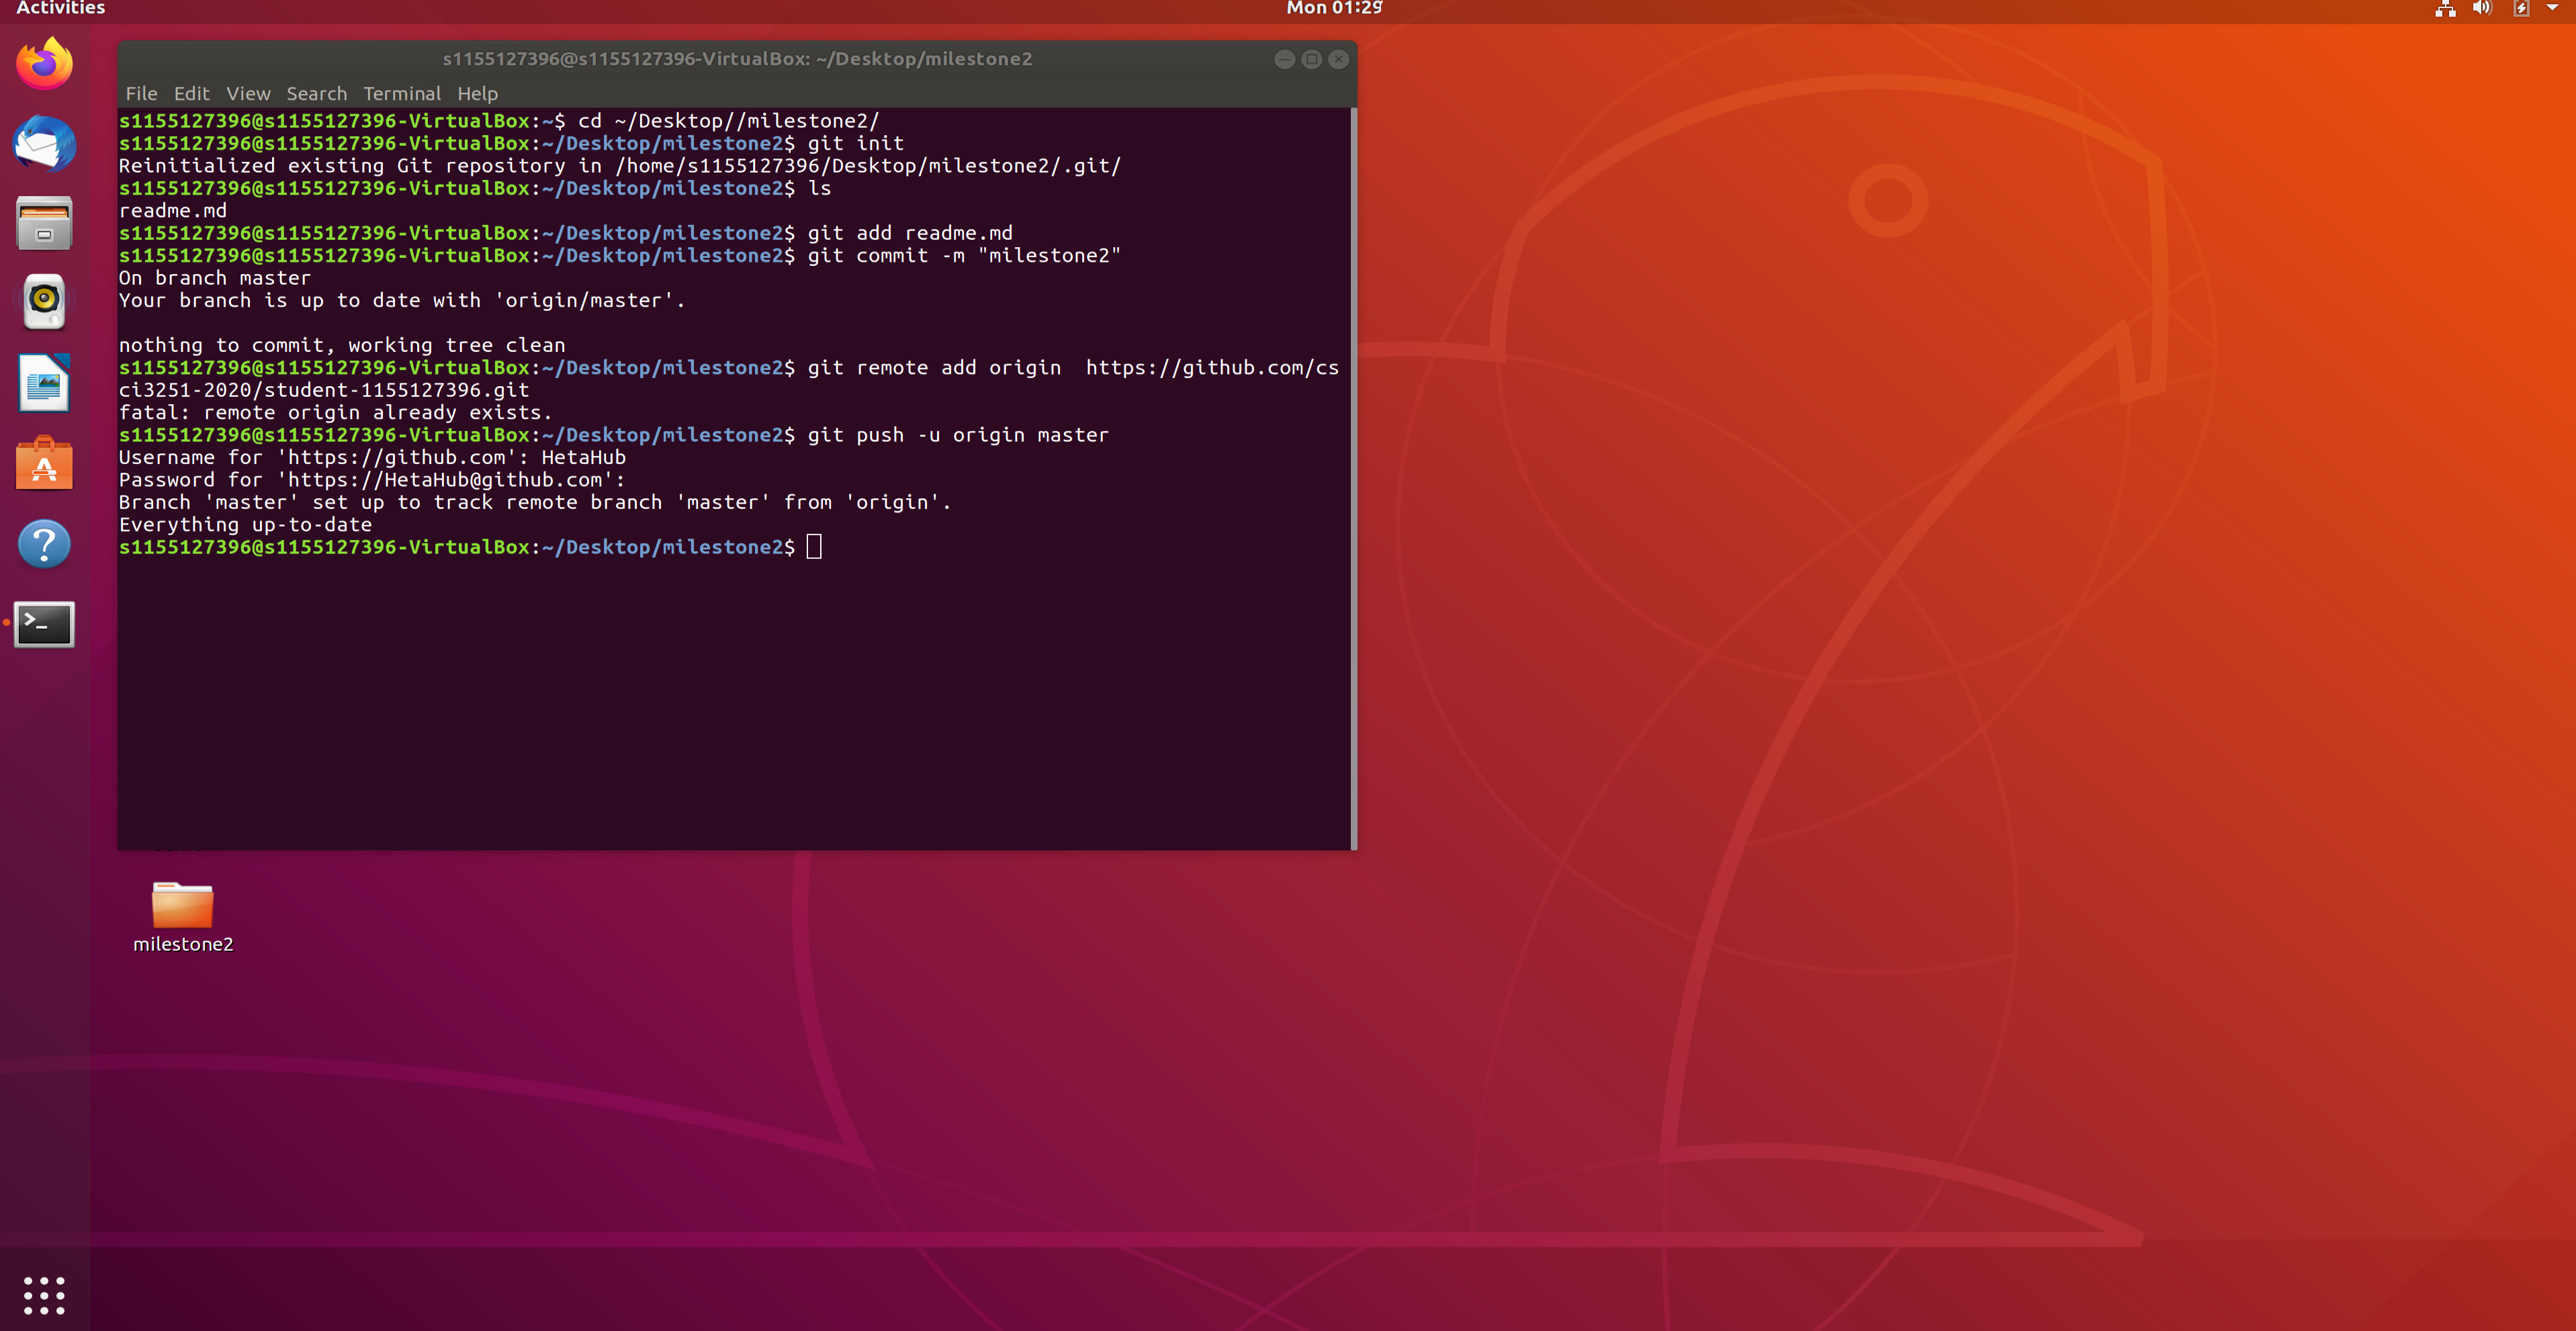 Activities
Mon 01:29
s1155127396@s1155127396-VirtualBox: ~/Desktop/milestone2
File Edit View Search Terminal Help
s1155127396@s1155127396-VirtualBox:~$ cd ~/Desktop//milestone2/
s1155127396@s1155127396-VirtualBox:~/Desktop/milestone2$ git init
Reinitialized existing Git repository in /home/s1155127396/Desktop/milestone2/.git/
s1155127396@s1155127396-VirtualBox:~/Desktop/milestone2$ ls
readme.md
s1155127396@s1155127396-VirtualBox:~/Desktop/milestone2$ git add readme.md
s1155127396@s1155127396-VirtualBox:~/Desktop/milestone2$ git commit -m "milestone2"
On branch master
Your branch is up to date with 'origin/master'.
nothing to commit, working tree clean
s1155127396@s1155127396-VirtualBox:~/Desktop/milestone2$ git remote add origin  https://github.com/cs
ci3251-2020/student-1155127396.git
fatal: remote origin already exists.
s1155127396@s1155127396-VirtualBox:~/Desktop/milestone2$ git push -u origin master
Username for 'https://github.com': HetaHub
Password for 'https://HetaHub@github.com':
Branch 'master' set up to track remote branch 'master' from 'origin'.
Everything up-to-date
s1155127396@s1155127396-VirtualBox:~/Desktop/milestone2$
milestone2